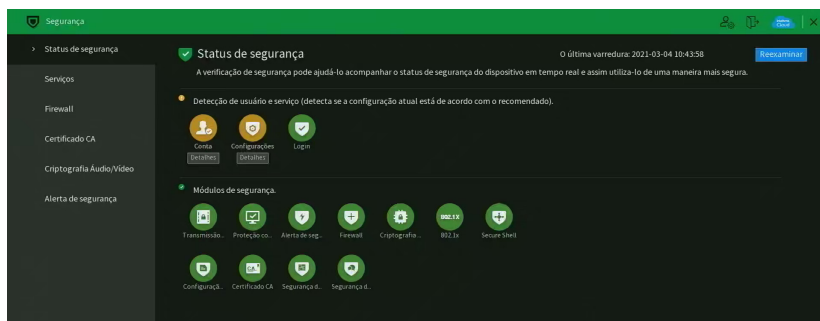 Segurança
Status de segurança
Serviços
Firewall
Certificado CA
Criptografia Áudio/Vídeo
Alerta de segurança
Status de segurança
O última varredura: 2021-03-04 10:43:58
Reexaminar
A verificação de segurança pode ajudá-lo acompanhar o status de segurança do dispositivo em tempo real e assim utiliza-lo de uma maneira mais segura.
Detecção de usuário e serviço (detecta se a configuração atual está de acordo com o recomendado).
Conta Configurações Login
Detalhes Detalhes
Módulos de segurança.
802.1X
Transmissão... Proteção co... Alerta de seg... Firewall Criptografia... 802.1x Secure Shell
Configuraçã... Certificado CA Segurança d... Segurança d...